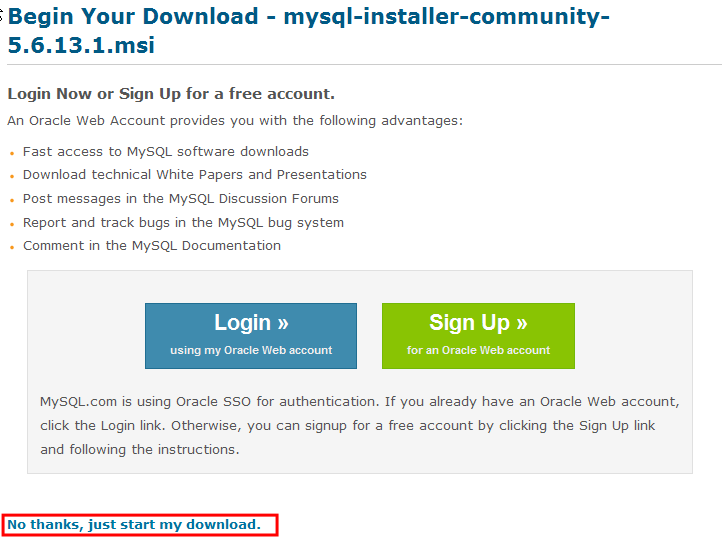 Begin Your Download - mysql-installer-community-
5.6.13.1.msi
Login Now or Sign Up for a free account.
An Oracle Web Account provides you with the following advantages:
Fast access to MySQL software downloads
Download technical White Papers and Presentations
Post messages in the MySQL Discussion Forums
Report and track bugs in the MySQL bug system
Comment in the MySQL Documentation
Login »
using my Oracle Web account
Sign Up »
for an Oracle Web account
MySQL.com is using Oracle SSO for authentication. If you already have an Oracle Web account,
click the Login link. Otherwise, you can signup for a free account by clicking the Sign Up link
and following the instructions.
No thanks, just start my download.